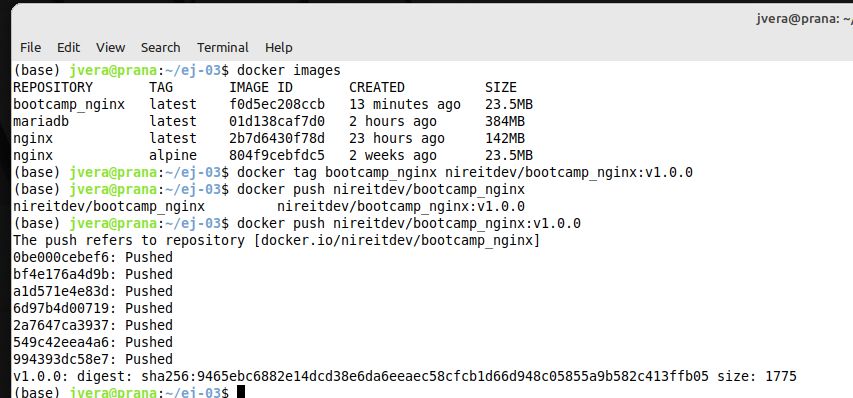 jvera@prana: ~/
File Edit View Search Terminal Help
(base) jvera@prana:~/ej-03$ docker images
REPOSITORY TAG IMAGE ID CREATED SIZE
bootcamp_nginx latest f0d5ec208ccb 13 minutes ago 23.5MB
mariadb latest 01d138caf7d0 2 hours ago 384MB
nginx latest 2b7d6430f78d 23 hours ago 142MB
nginx alpine 804f9cebfdc5 2 weeks ago 23.5MB
(base) jvera@prana:~/ej-03$ docker tag bootcamp_nginx nireitdev/bootcamp_nginx:v1.0.0
(base) jvera@prana:~/ej-03$ docker push nireitdev/bootcamp_nginx
nireitdev/bootcamp_nginx nireitdev/bootcamp_nginx:v1.0.0
(base) jvera@prana:~/ej-03$ docker push nireitdev/bootcamp_nginx:v1.0.0
The push refers to repository [docker.io/nireitdev/bootcamp_nginx]
0be000cebef6: Pushed
bf4e176a4d9b: Pushed
a1d571e4e83d: Pushed
6d97b4d00719: Pushed
2a7647ca3937: Pushed
549c42eea4a6: Pushed
994393dc58e7: Pushed
v1.0.0: digest: sha256:9465ebc6882e14dcd38e6da6eeaec58cfcb1d66d948c05855a9b582c413ffb05 size: 1775
(base) jvera@prana:~/ej-03$